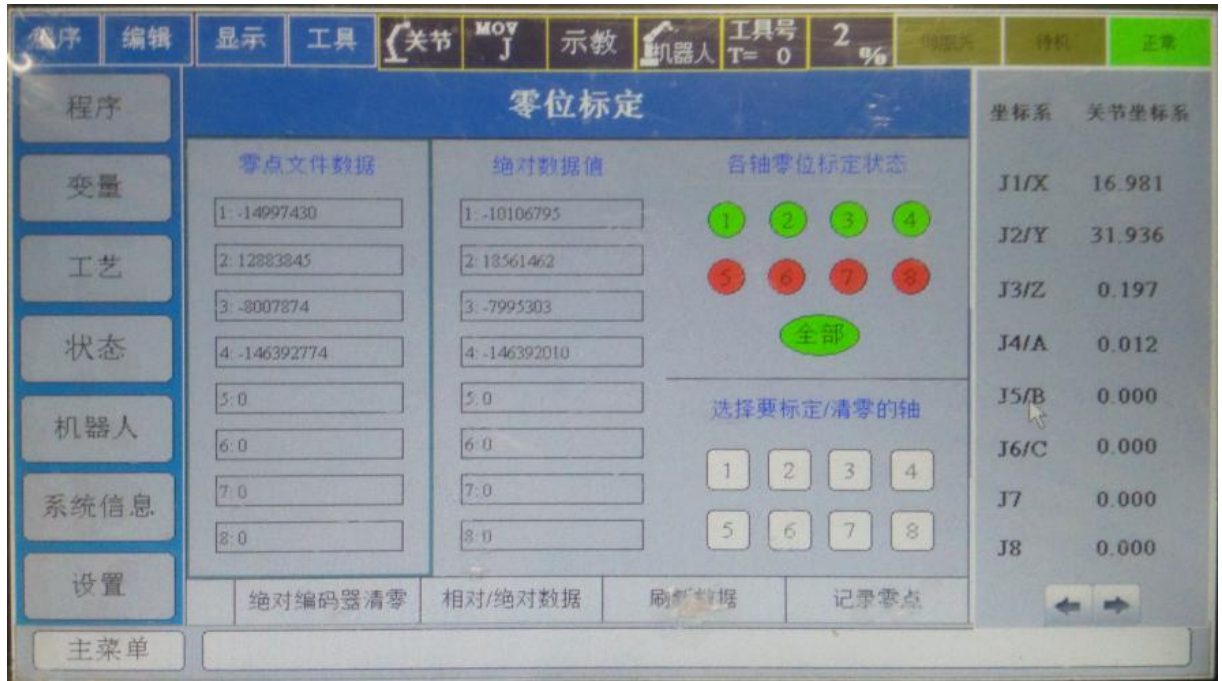 程序 编辑 显示 工具 关节 MOV J 示教 机器人 工具号 T= 0 2 % 伺服关 待机 正常
程序
变量
工艺
状态
机器人
系统信息
设置
主菜单
零位标定
零点文件数据
1: -14997430
2: 12883845
3: -8007874
4: -146392774
5: 0
6: 0
7: 0
8: 0
绝对数据值
1: -10106795
2: 18561462
3: -7995303
4: -146392010
5: 0
6: 0
7: 0
8: 0
各轴零位标定状态
1 2 3 4
5 6 7 8
全部
选择要标定/清零的轴
1 2 3 4
5 6 7 8
绝对编码器清零 相对/绝对数据 刷新数据 记录零点
坐标系 关节坐标系
J1/X 16.981
J2/Y 31.936
J3/Z 0.197
J4/A 0.012
J5/B 0.000
J6/C 0.000
J7 0.000
J8 0.000